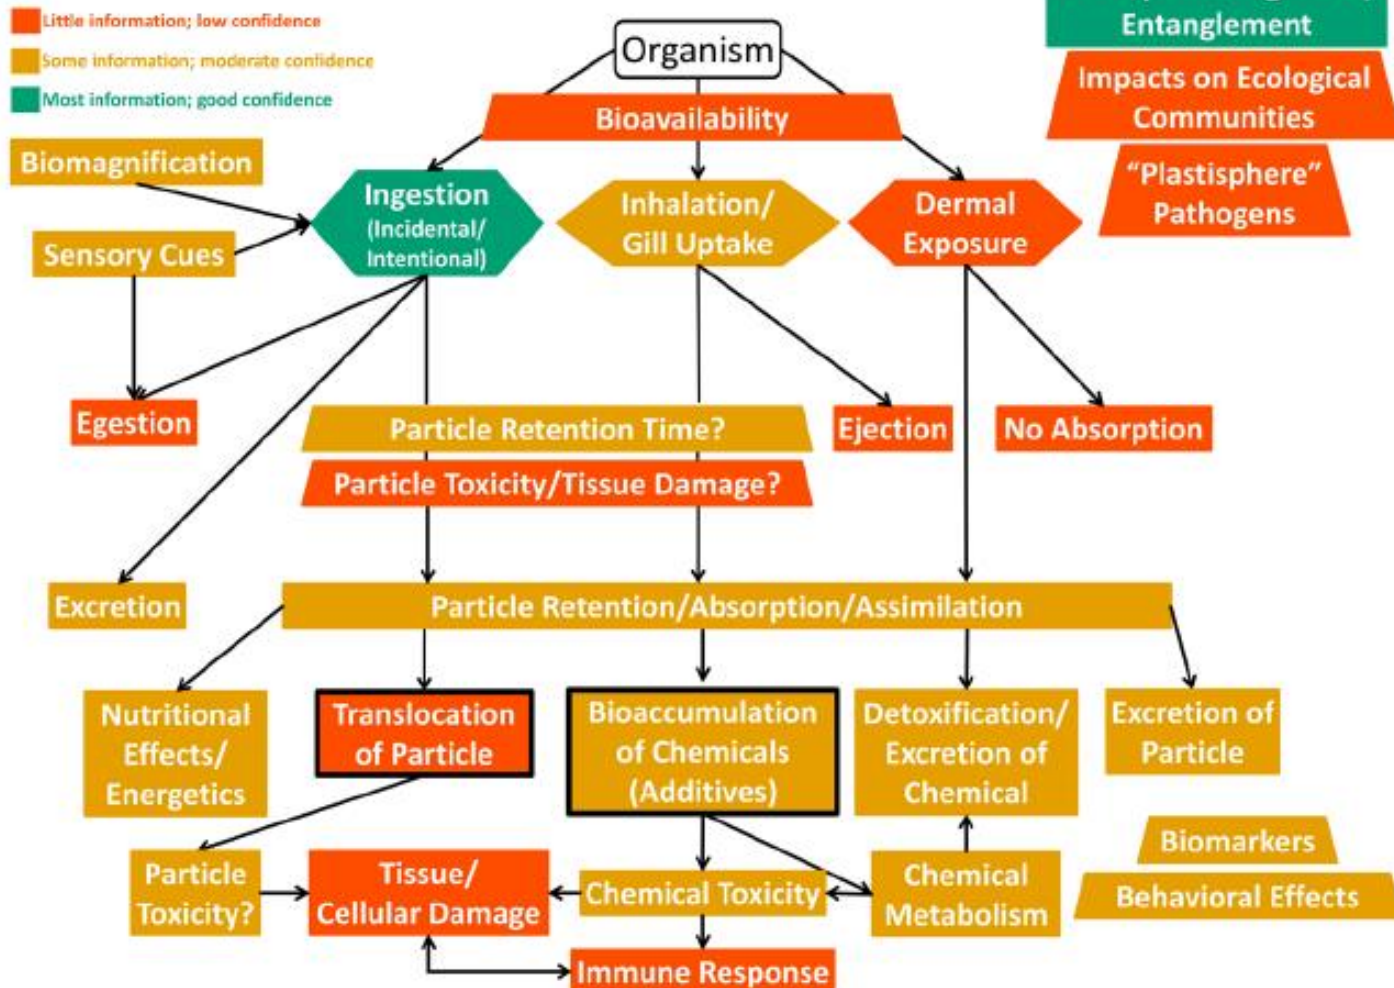 Little information; low confidence
Some information; moderate confidence
Most information; good confidence
Entanglement
Organism
Impacts on Ecological
Communities
Bioavailability
"Plastisphere"
Pathogens
Biomagnification
Sensory Cues
Ingestion
(Incidental/
Intentional)
Inhalation/
Gill Uptake
Dermal
Exposure
Egestion
Particle Retention Time?
Ejection
No Absorption
Particle Toxicity/Tissue Damage?
Excretion
Particle Retention/Absorption/Assimilation
Nutritional
Effects/
Energetics
Translocation
of Particle
Bioaccumulation
of Chemicals
(Additives)
Detoxification/
Excretion of
Chemical
Excretion of
Particle
Particle
Toxicity?
Tissue/
Cellular Damage
Chemical Toxicity
Chemical
Metabolism
Biomarkers
Behavioral Effects
Immune Response